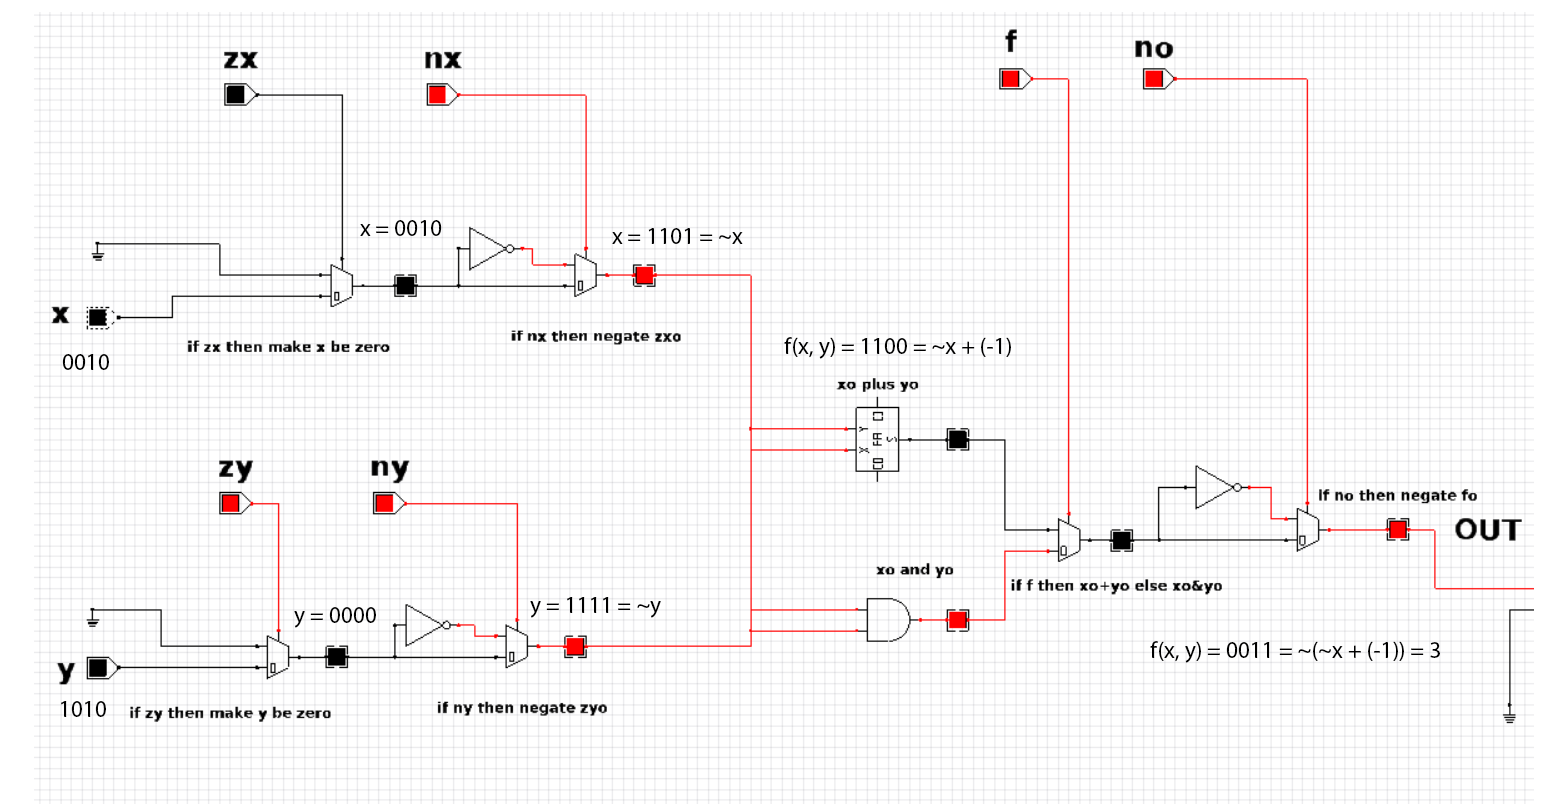 f
no
zx
nx
x = 0010
x = 1101 = ~x
x
if zx then make x be zero
if nx then negate zxo
0010
f(x, y) = 1100 = ~x + (-1)
xo plus yo
CI
Y
FA
S
X
CO
zy
ny
if no then negate fo
OUT
xo and yo
if f then xo+yo else xo&yo
y = 0000
y = 1111 = ~y
f(x, y) = 0011 = ~(~x + (-1)) = 3
y
1010
if zy then make y be zero
if ny then negate zyo